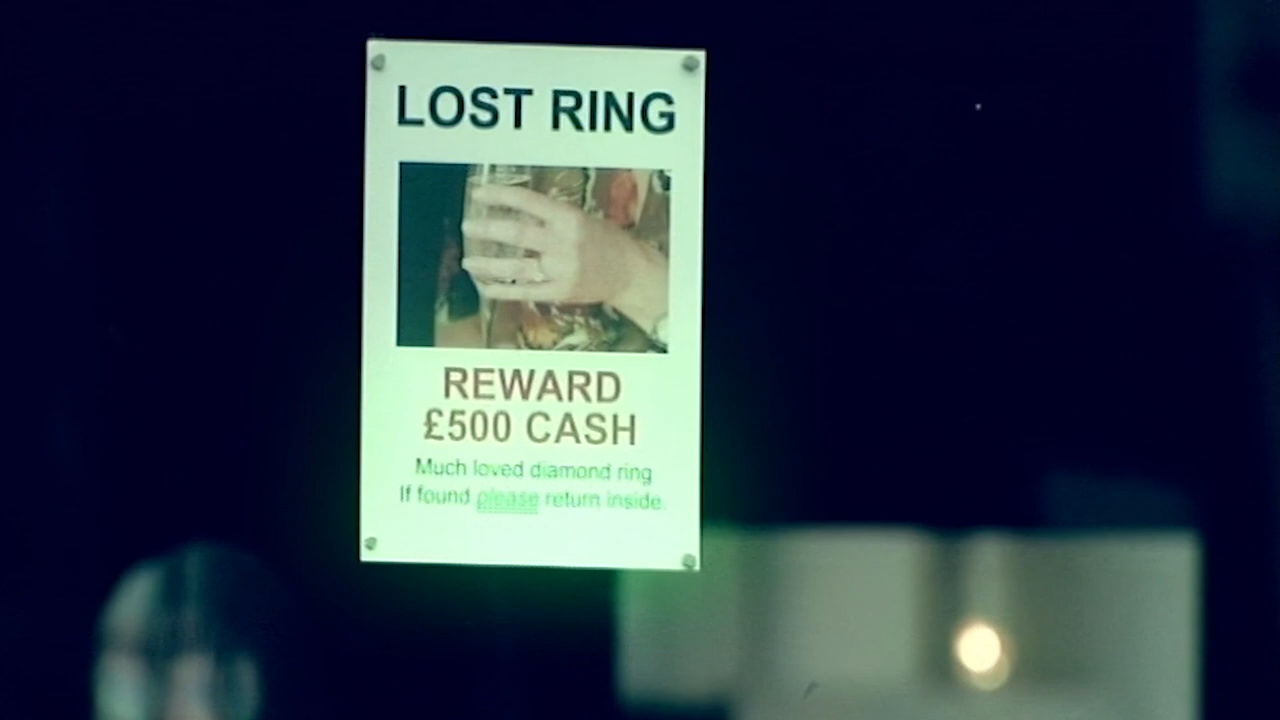 LOST RING
REWARD
£500 CASH
Much loved diamond ring
If found please return inside.